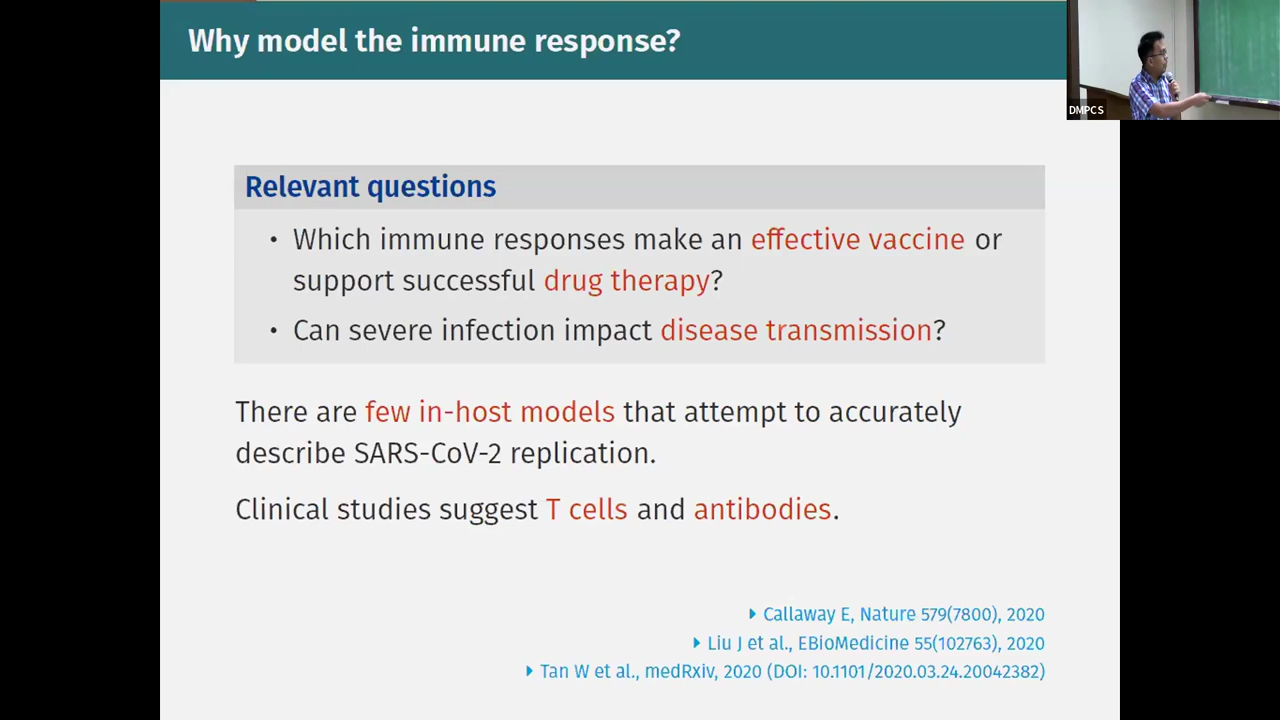 Why model the immune response?
DMPCS
Relevant questions
• Which immune responses make an effective vaccine or
support successful drug therapy?
• Can severe infection impact disease transmission?
There are few in-host models that attempt to accurately
describe SARS-CoV-2 replication.
Clinical studies suggest T cells and antibodies.
Callaway E, Nature 579(7800), 2020
Liu J et al., EBioMedicine 55(102763), 2020
Tan W et al., medRxiv, 2020 (DOI: 10.1101/2020.03.24.20042382)